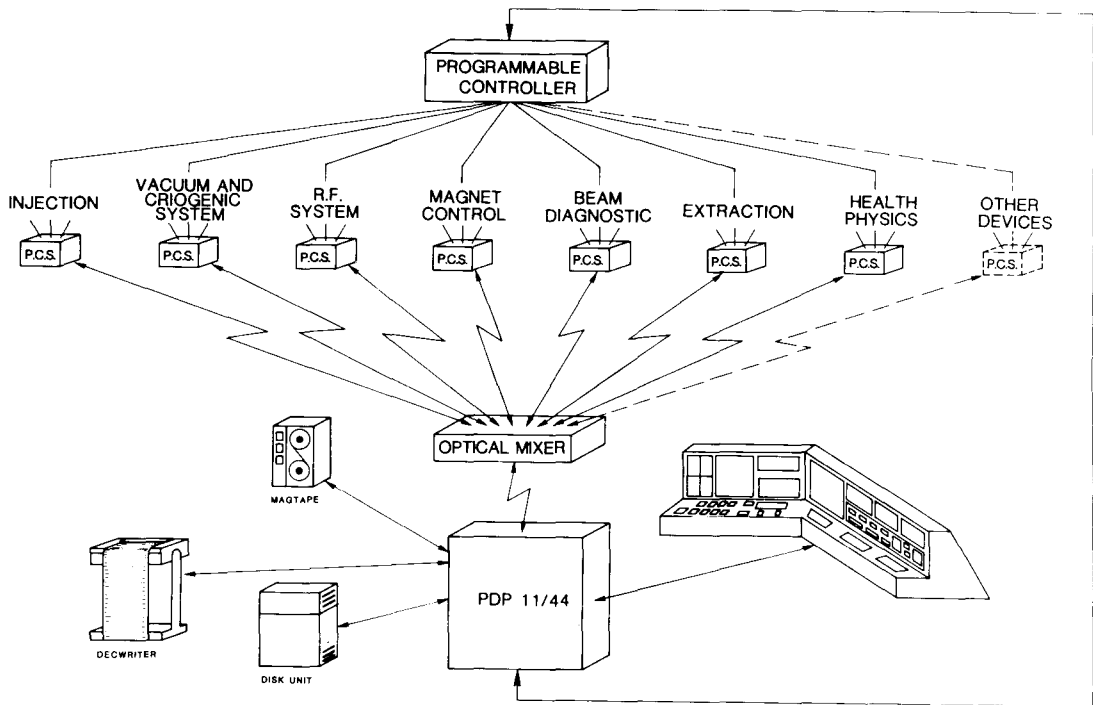 PROGRAMMABLE
CONTROLLER
INJECTION
VACUUM AND
CRIOGENIC
SYSTEM
R.F.
SYSTEM
MAGNET
CONTROL
BEAM
DIAGNOSTIC
EXTRACTION
HEALTH
PHYSICS
OTHER
DEVICES
P.C.S.
P.C.S.
P.C.S.
P.C.S.
P.C.S.
P.C.S.
P.C.S.
P.C.S.
OPTICAL MIXER
MAGTAPE
PDP 11/44
DECWRITER
DISK UNIT